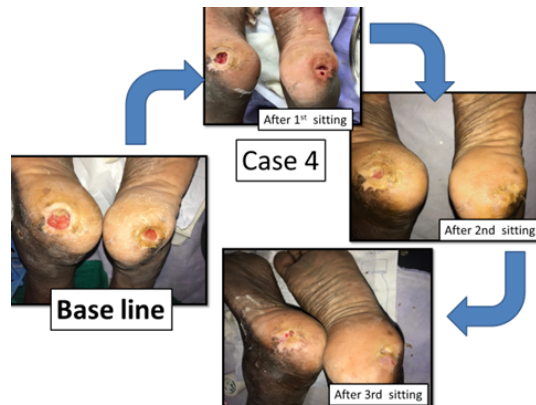 After 1st sitting
Case 4
After 2nd sitting
Base line
After 3rd sitting